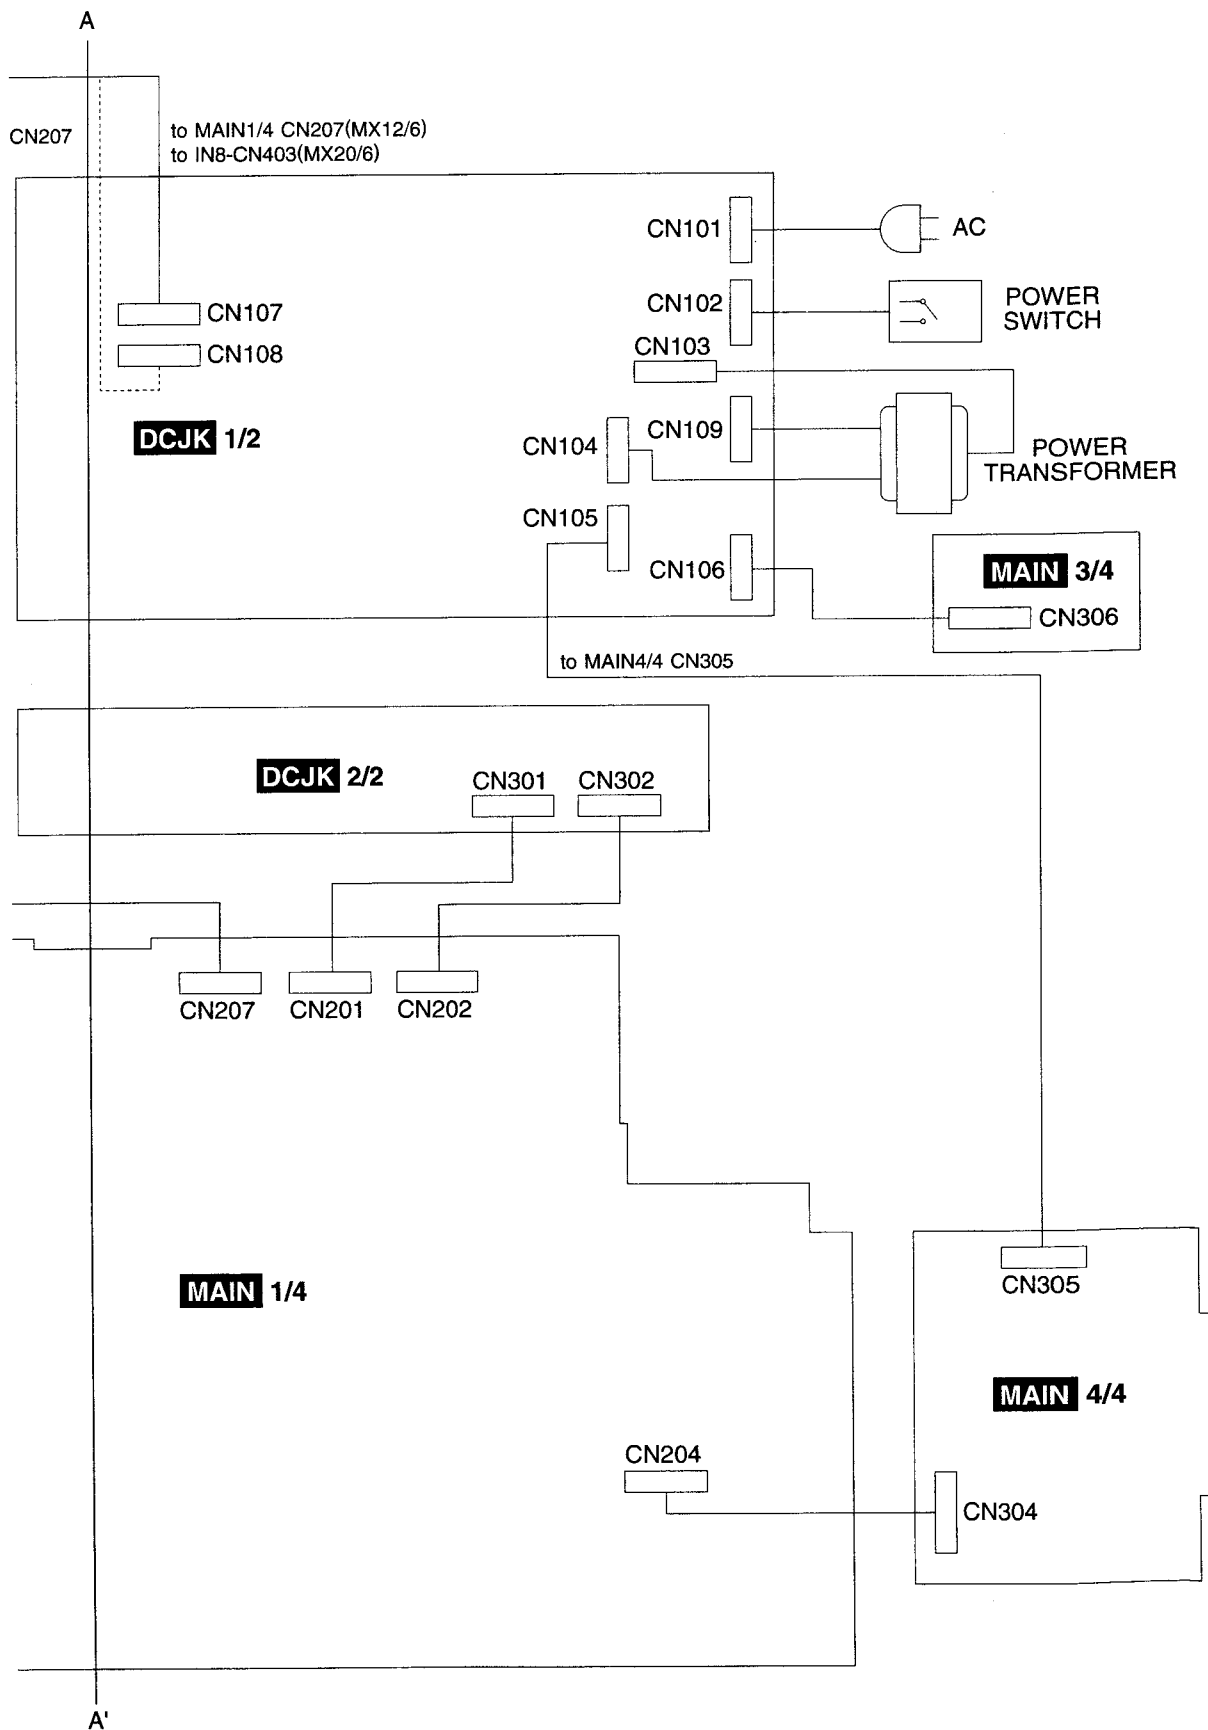 A
CN207
to MAIN1/4 CN207(MX12/6)
to IN8-CN403(MX20/6)
CN101
AC
CN102
POWER
SWITCH
CN107
CN108
CN103
DCJK 1/2
CN104
CN109
POWER
TRANSFORMER
CN105
CN106
MAIN 3/4
CN306
to MAIN4/4 CN305
DCJK 2/2
CN301
CN302
CN207
CN201
CN202
MAIN 1/4
CN305
MAIN 4/4
CN204
CN304
A'